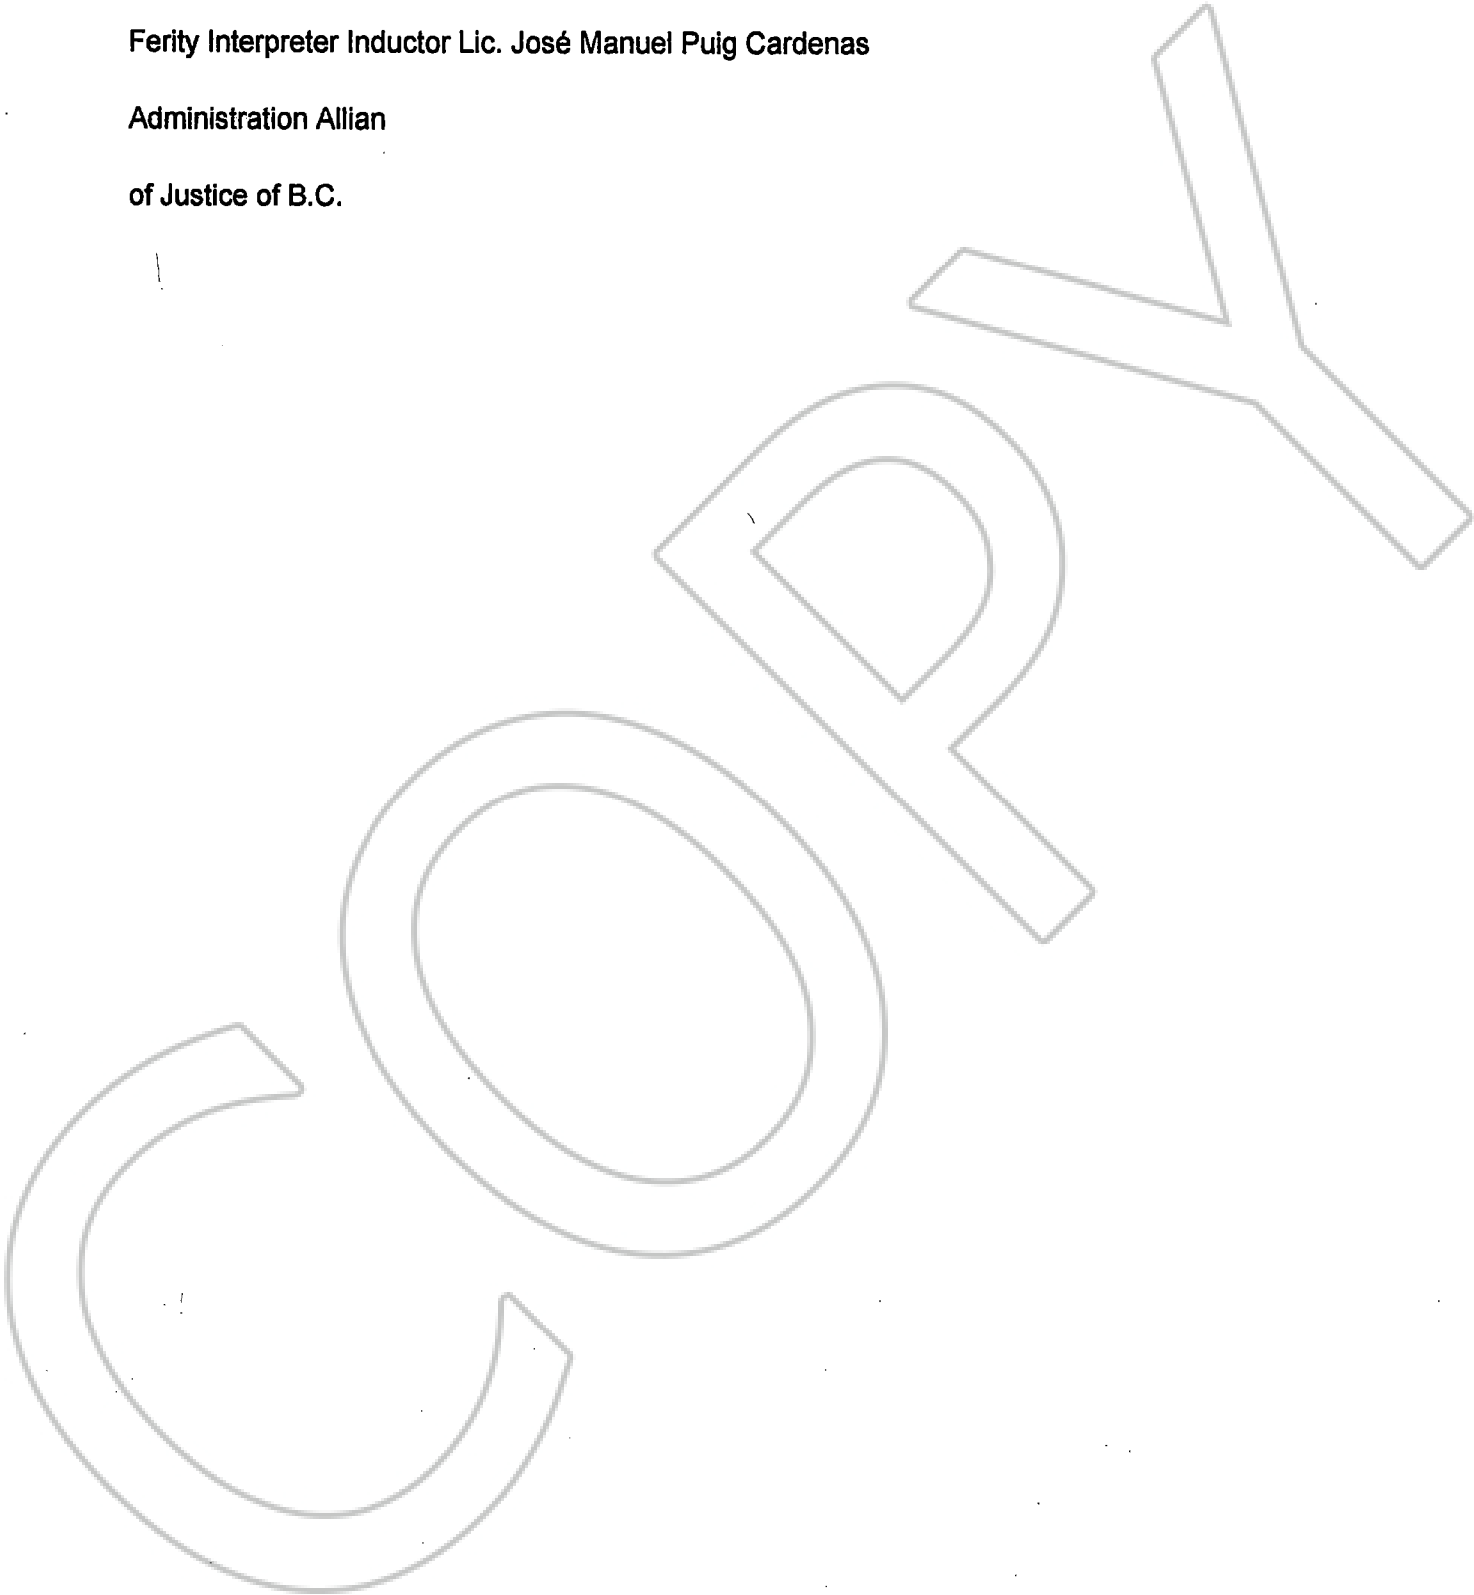 Ferity Interpreter Inductor Lic. José Manuel Puig Cardenas
Administration Allian
of Justice of B.C.
COPY